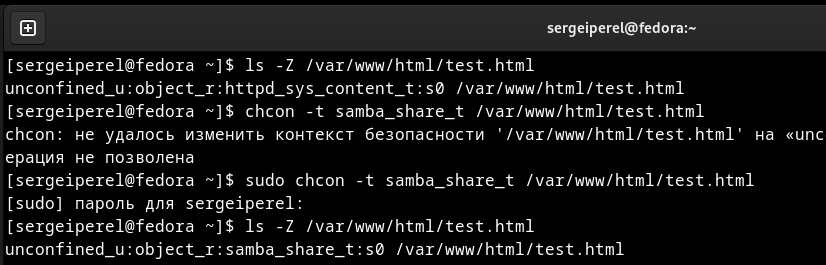 sergeiperel@fedora:~
[sergeiperel@fedora ~]$ ls -Z /var/www/html/test.html
unconfined_u:object_r:httpd_sys_content_t:s0 /var/www/html/test.html
[sergeiperel@fedora ~]$ chcon -t samba_share_t /var/www/html/test.html
chcon: не удалось изменить контекст безопасности '/var/www/html/test.html' на «unc
ерация не позволена
[sergeiperel@fedora ~]$ sudo chcon -t samba_share_t /var/www/html/test.html
[sudo] пароль для sergeiperel:
[sergeiperel@fedora ~]$ ls -Z /var/www/html/test.html
unconfined_u:object_r:samba_share_t:s0 /var/www/html/test.html